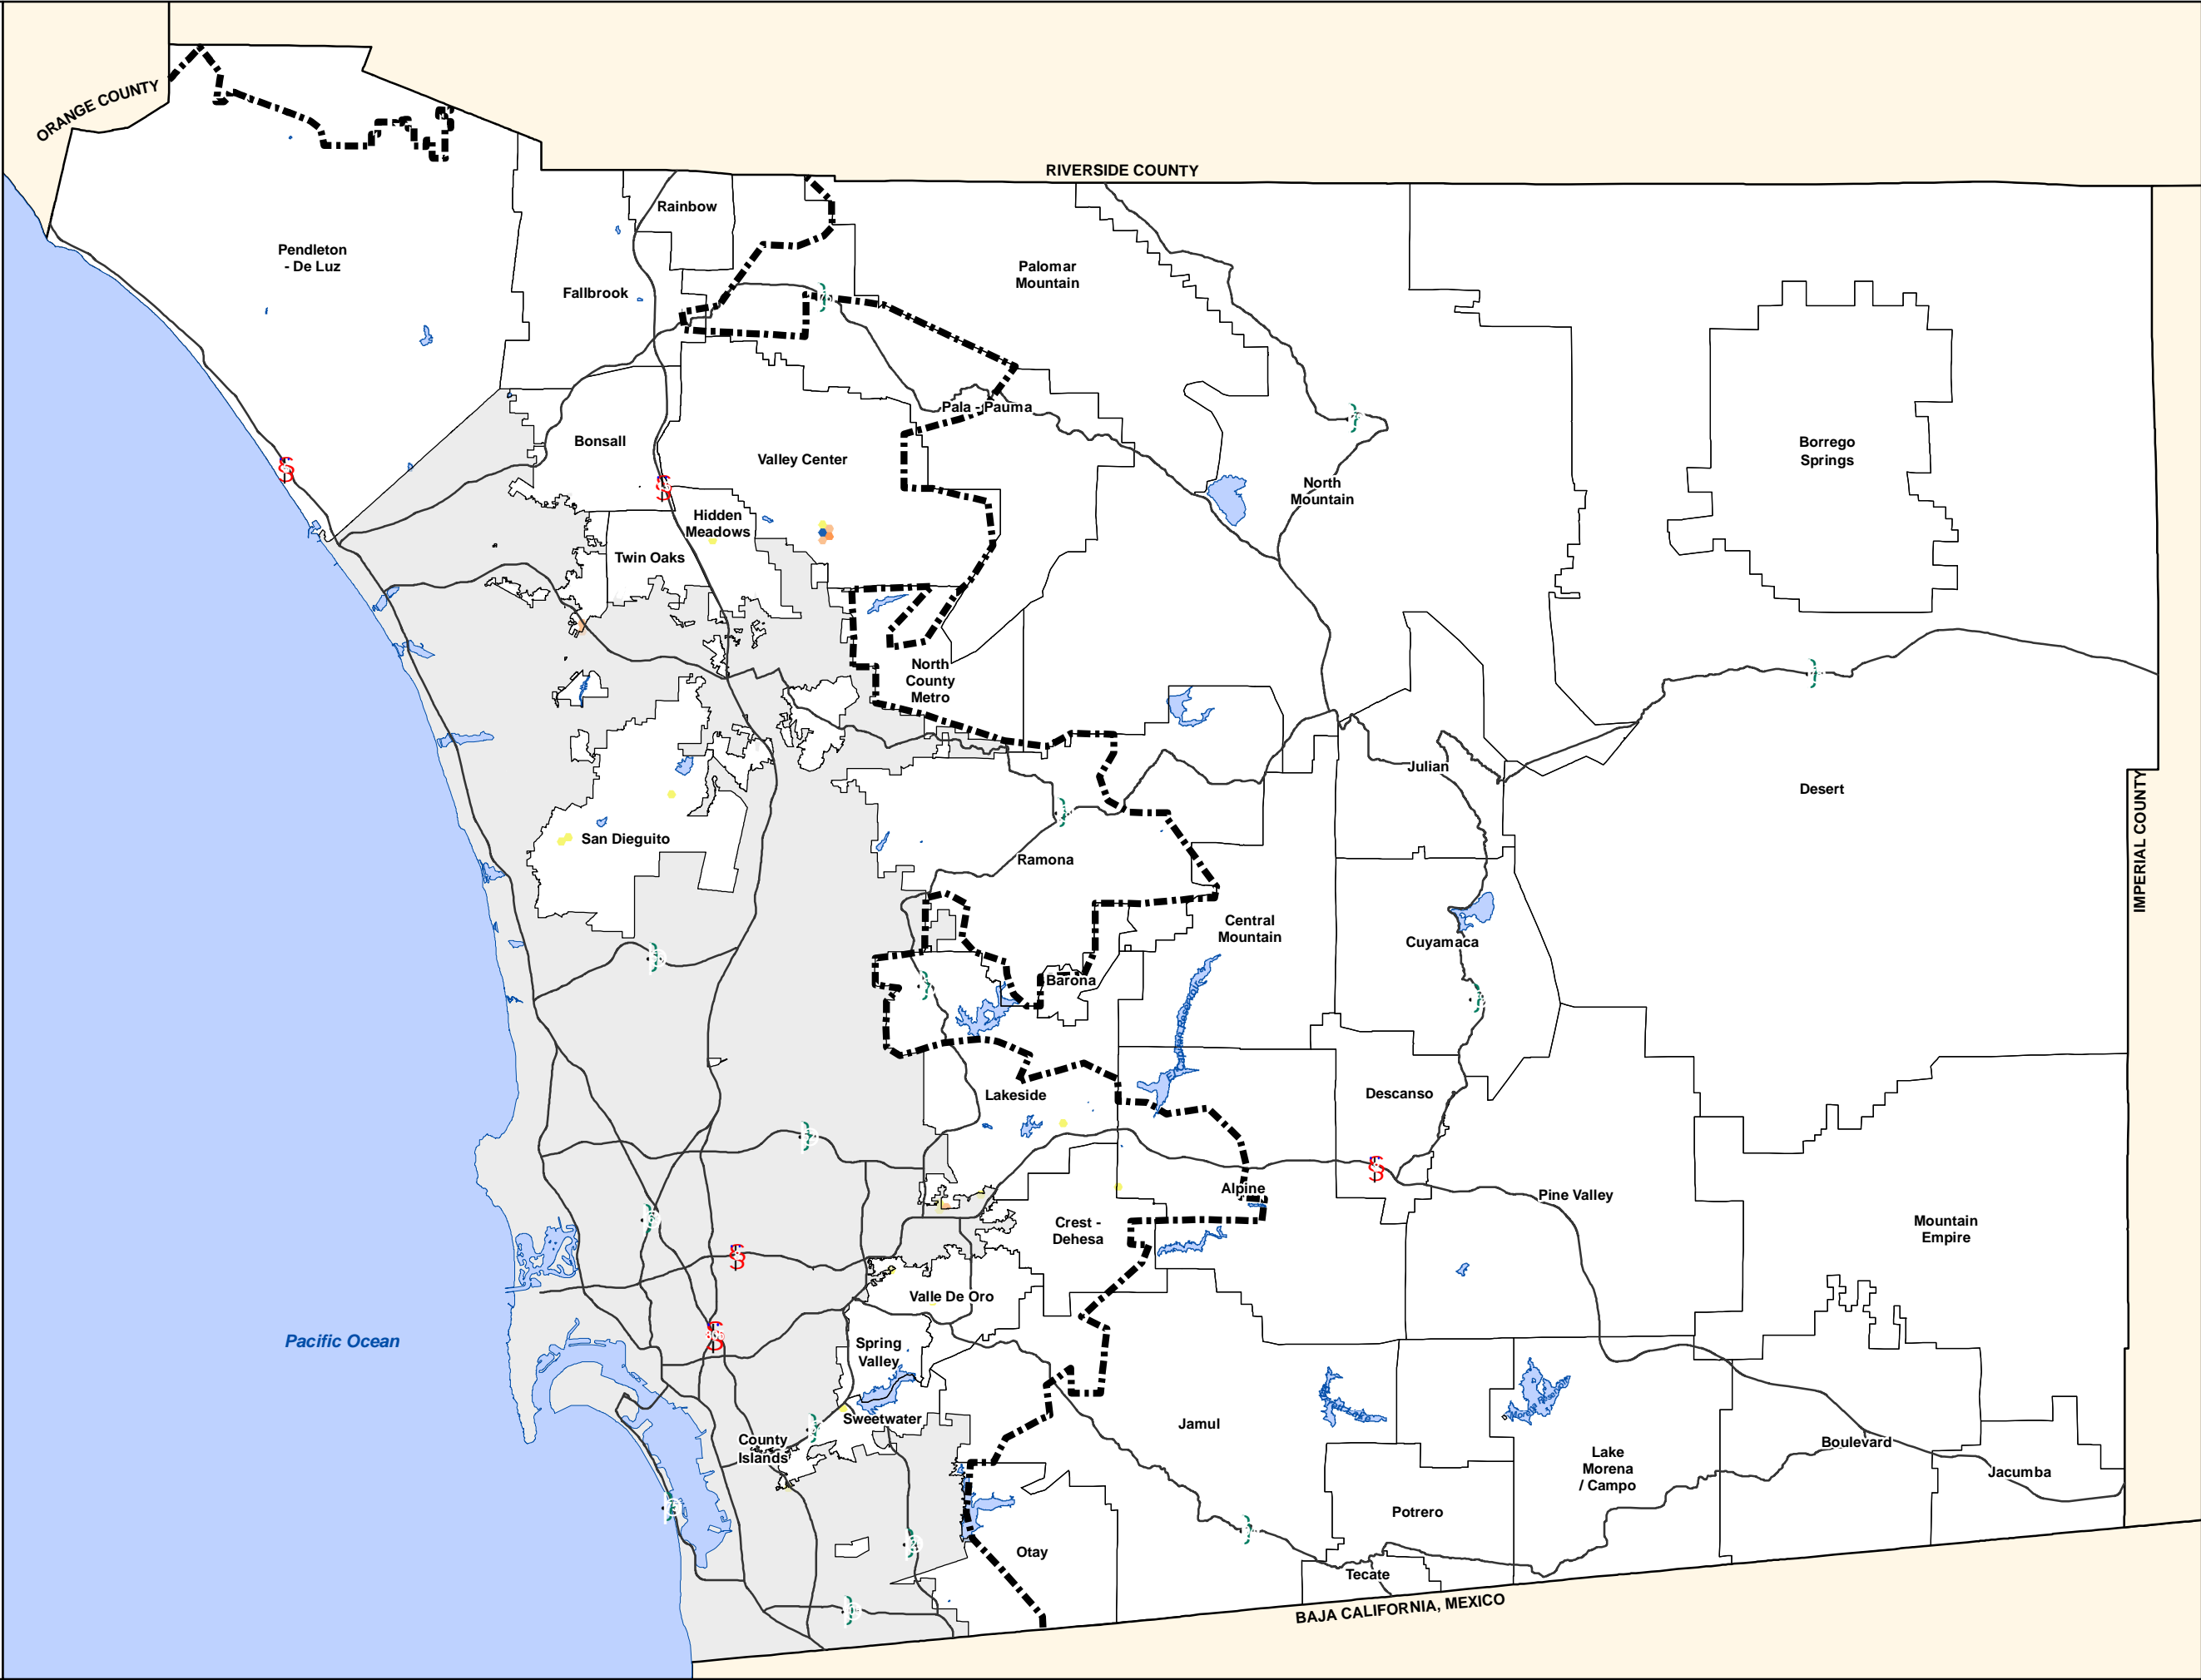 ORANGE COUNTY
RIVERSIDE COUNTY
Rainbow
Pendleton
- De Luz
Palomar
Mountain
Fallbrook
Pala - Pauma
Bonsall
Borrego
Springs
Valley Center
North
Mountain
Hidden
Meadows
Twin Oaks
North
County
Metro
Julian
Desert
IMPERIAL COUNTY
San Dieguito
Ramona
Central
Mountain
Cuyamaca
Barona
Lakeside
Descanso
Alpine
Pine Valley
Crest -
Dehesa
Mountain
Empire
Valle De Oro
Pacific Ocean
Spring
Valley
Sweetwater
Jamul
County
Islands
Boulevard
Lake
Morena
/ Campo
Jacumba
Potrero
Otay
Tecate
BAJA CALIFORNIA, MEXICO